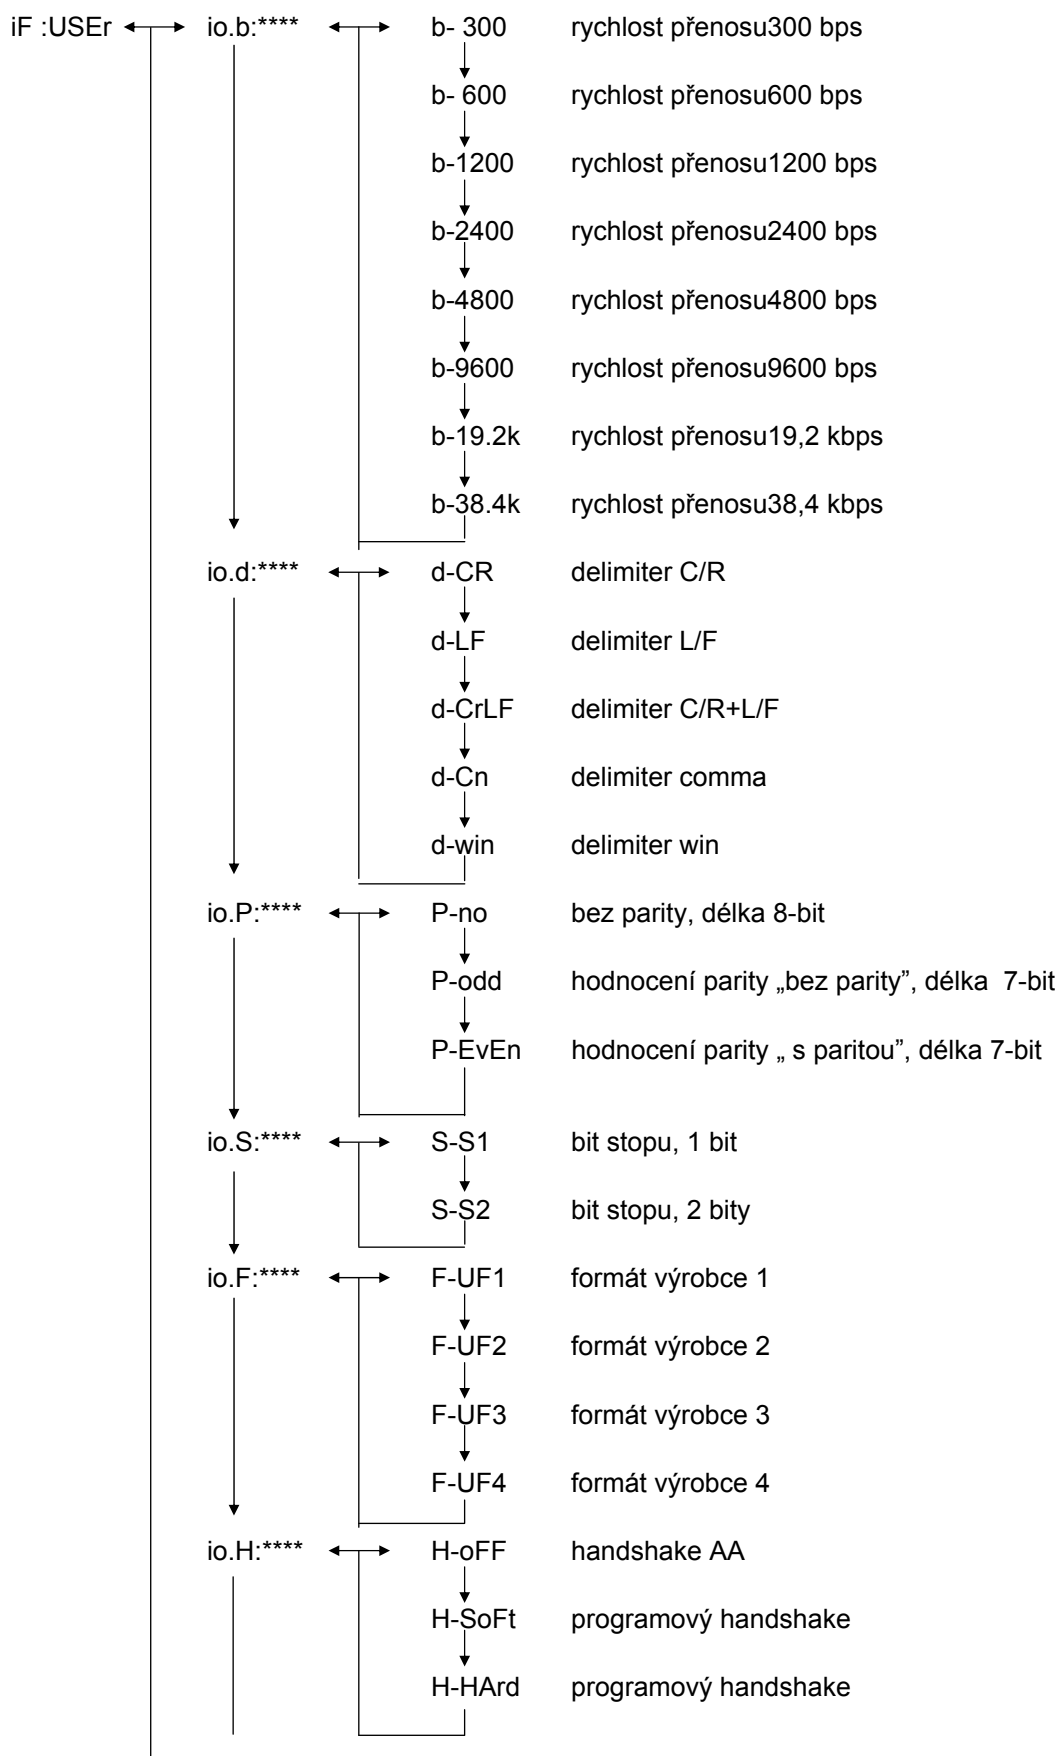 iF :USEr io.b:**** b- 300 rychlost přenosu300 bps
b- 600 rychlost přenosu600 bps
b-1200 rychlost přenosu1200 bps
b-2400 rychlost přenosu2400 bps
b-4800 rychlost přenosu4800 bps
b-9600 rychlost přenosu9600 bps
b-19.2k rychlost přenosu19,2 kbps
b-38.4k rychlost přenosu38,4 kbps
io.d:**** d-CR delimiter C/R
d-LF delimiter L/F
d-CrLF delimiter C/R+L/F
d-Cn delimiter comma
d-win delimiter win
io.P:**** P-no bez parity, délka 8-bit
P-odd hodnocení parity „bez parity”, délka 7-bit
P-EvEn hodnocení parity „ s paritou”, délka 7-bit
io.S:**** S-S1 bit stopu, 1 bit
S-S2 bit stopu, 2 bity
io.F:**** F-UF1 formát výrobce 1
F-UF2 formát výrobce 2
F-UF3 formát výrobce 3
F-UF4 formát výrobce 4
io.H:**** H-oFF handshake AA
H-SoFt programový handshake
H-HArd programový handshake